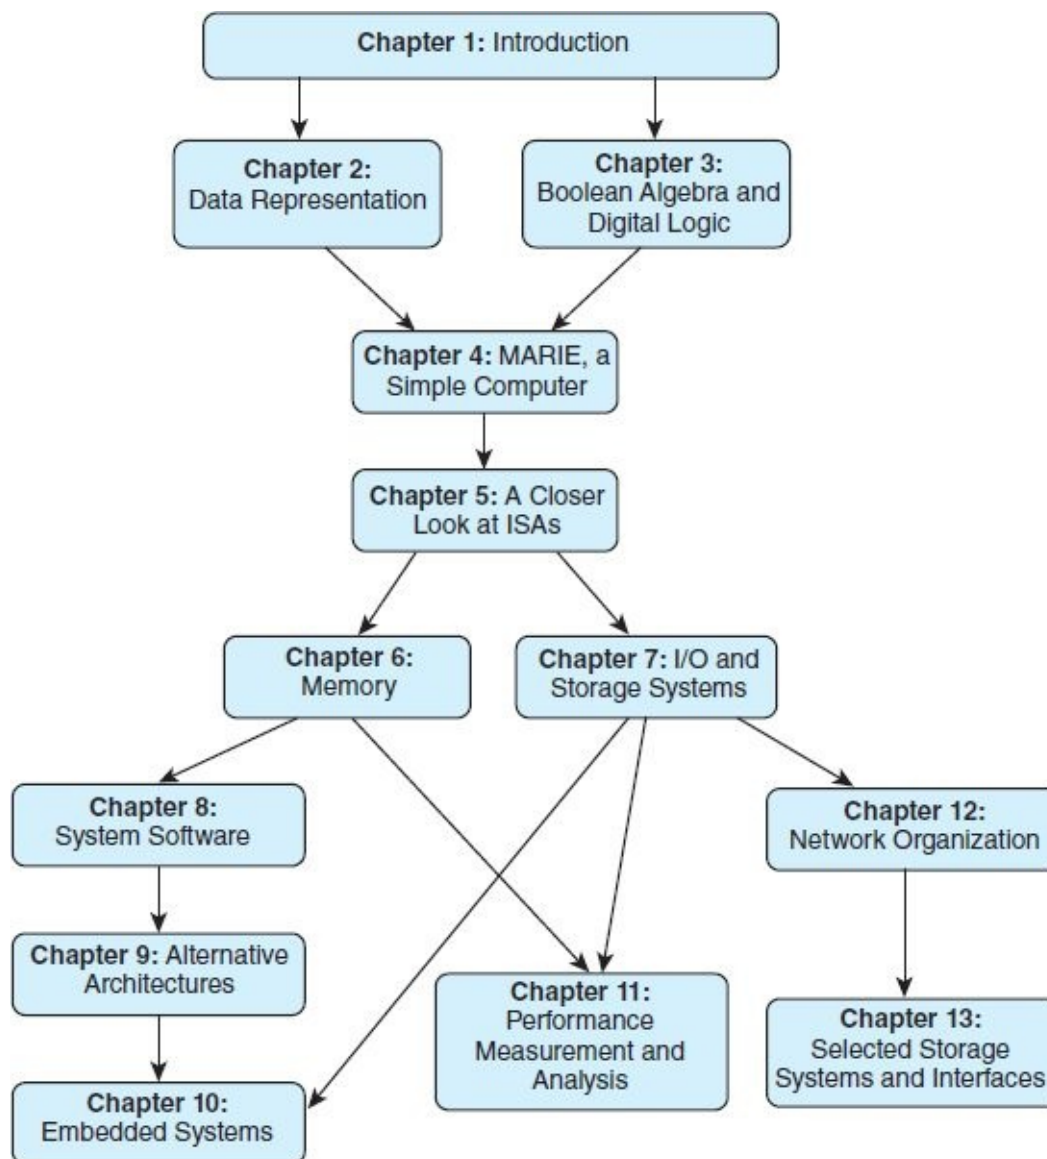 Chapter 1: Introduction
Chapter 2:
Data Representation
Chapter 3:
Boolean Algebra and
Digital Logic
Chapter 4: MARIE, a
Simple Computer
Chapter 5: A Closer
Look at ISAs
Chapter 6:
Memory
Chapter 7: I/O and
Storage Systems
Chapter 8:
System Software
Chapter 12:
Network Organization
Chapter 9: Alternative
Architectures
Chapter 11:
Performance
Measurement and
Analysis
Chapter 13:
Selected Storage
Systems and Interfaces
Chapter 10:
Embedded Systems